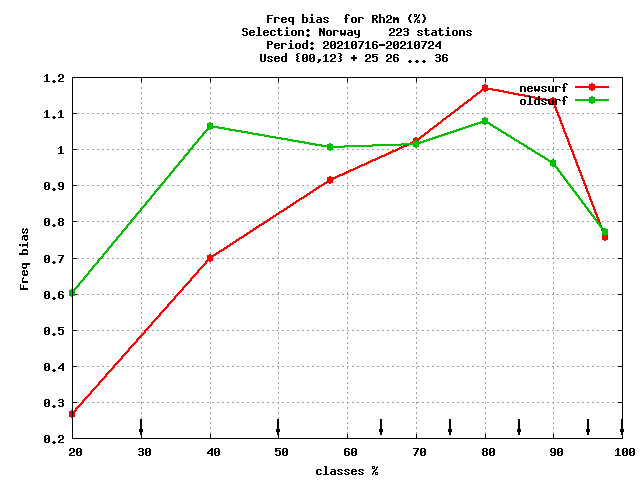 Freq bias  for Rh2m (%)
Selection: Norway    223 stations
Period: 20210716-20210724
Used {00,12} + 25 26 ... 36
newsurf
oldsurf
Freq bias
1.2
1.1
1
0.9
0.8
0.7
0.6
0.5
0.4
0.3
0.2
20 30 40 50 60 70 80 90 100
classes %